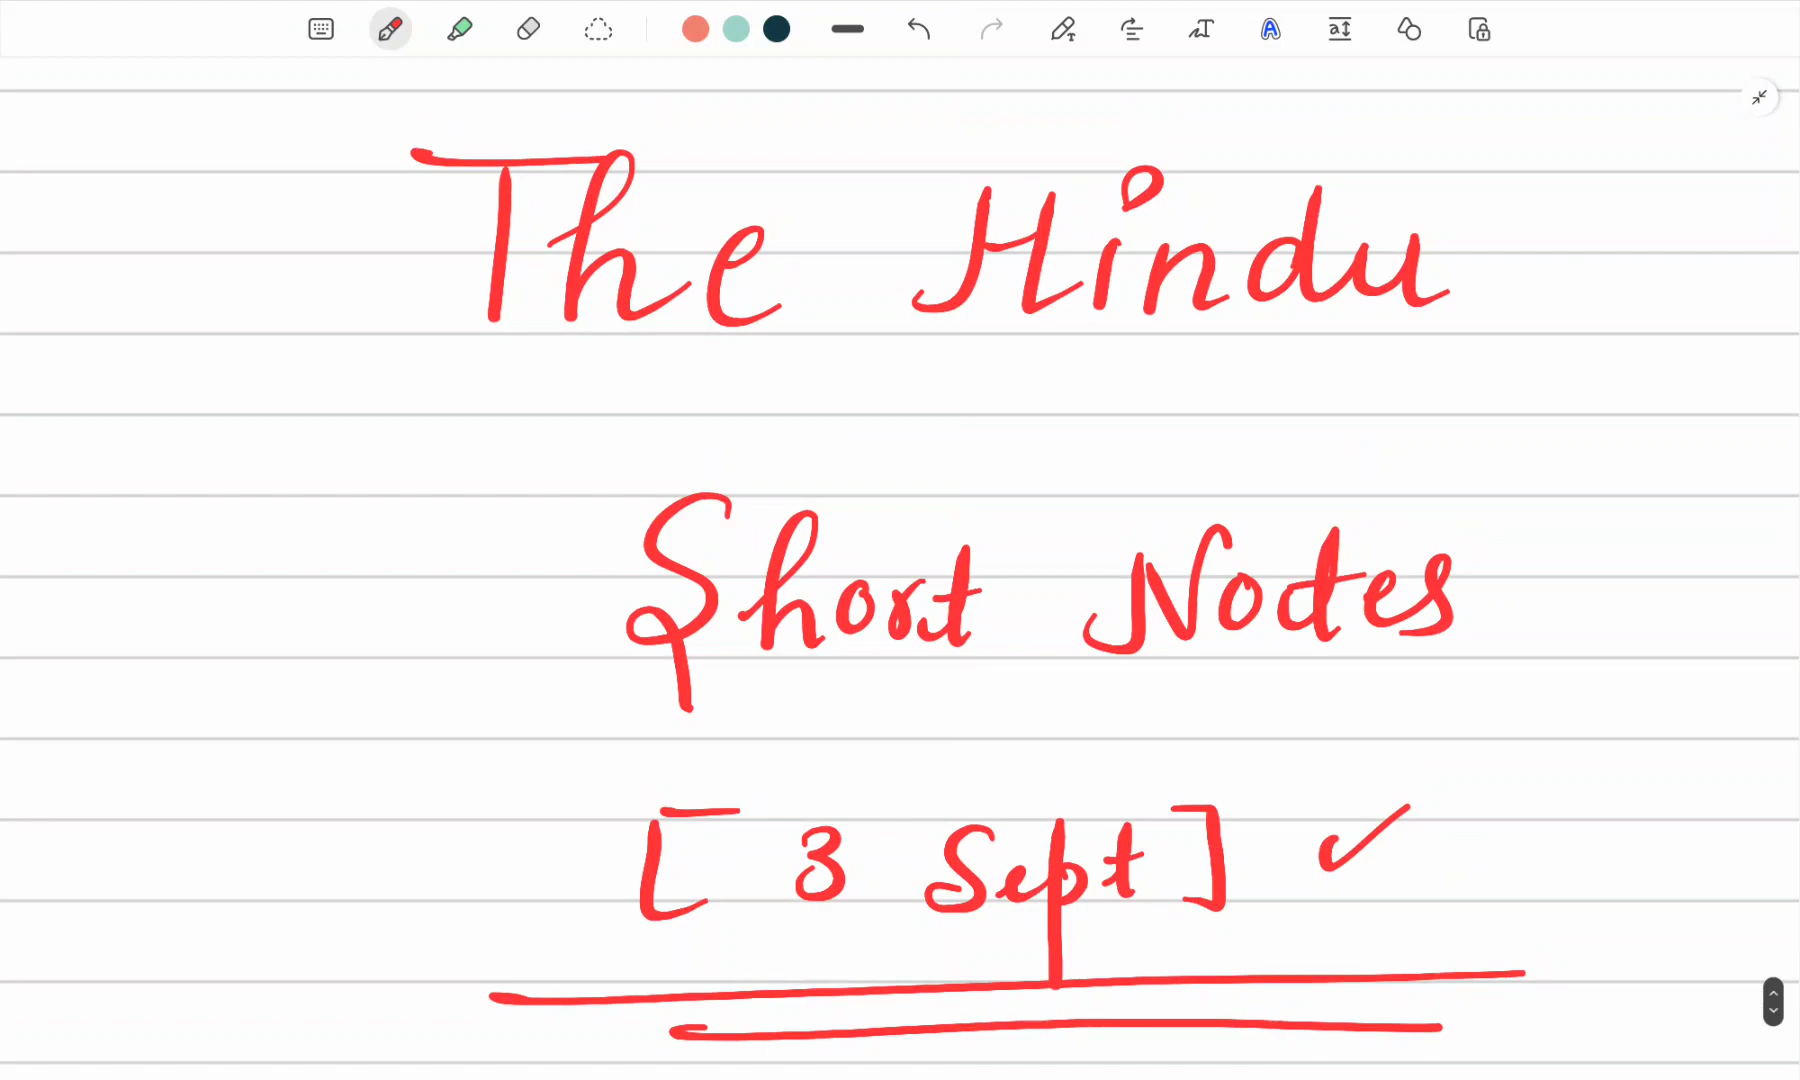 The Hindu
Short Notes
[ 3 Sept ] ✓